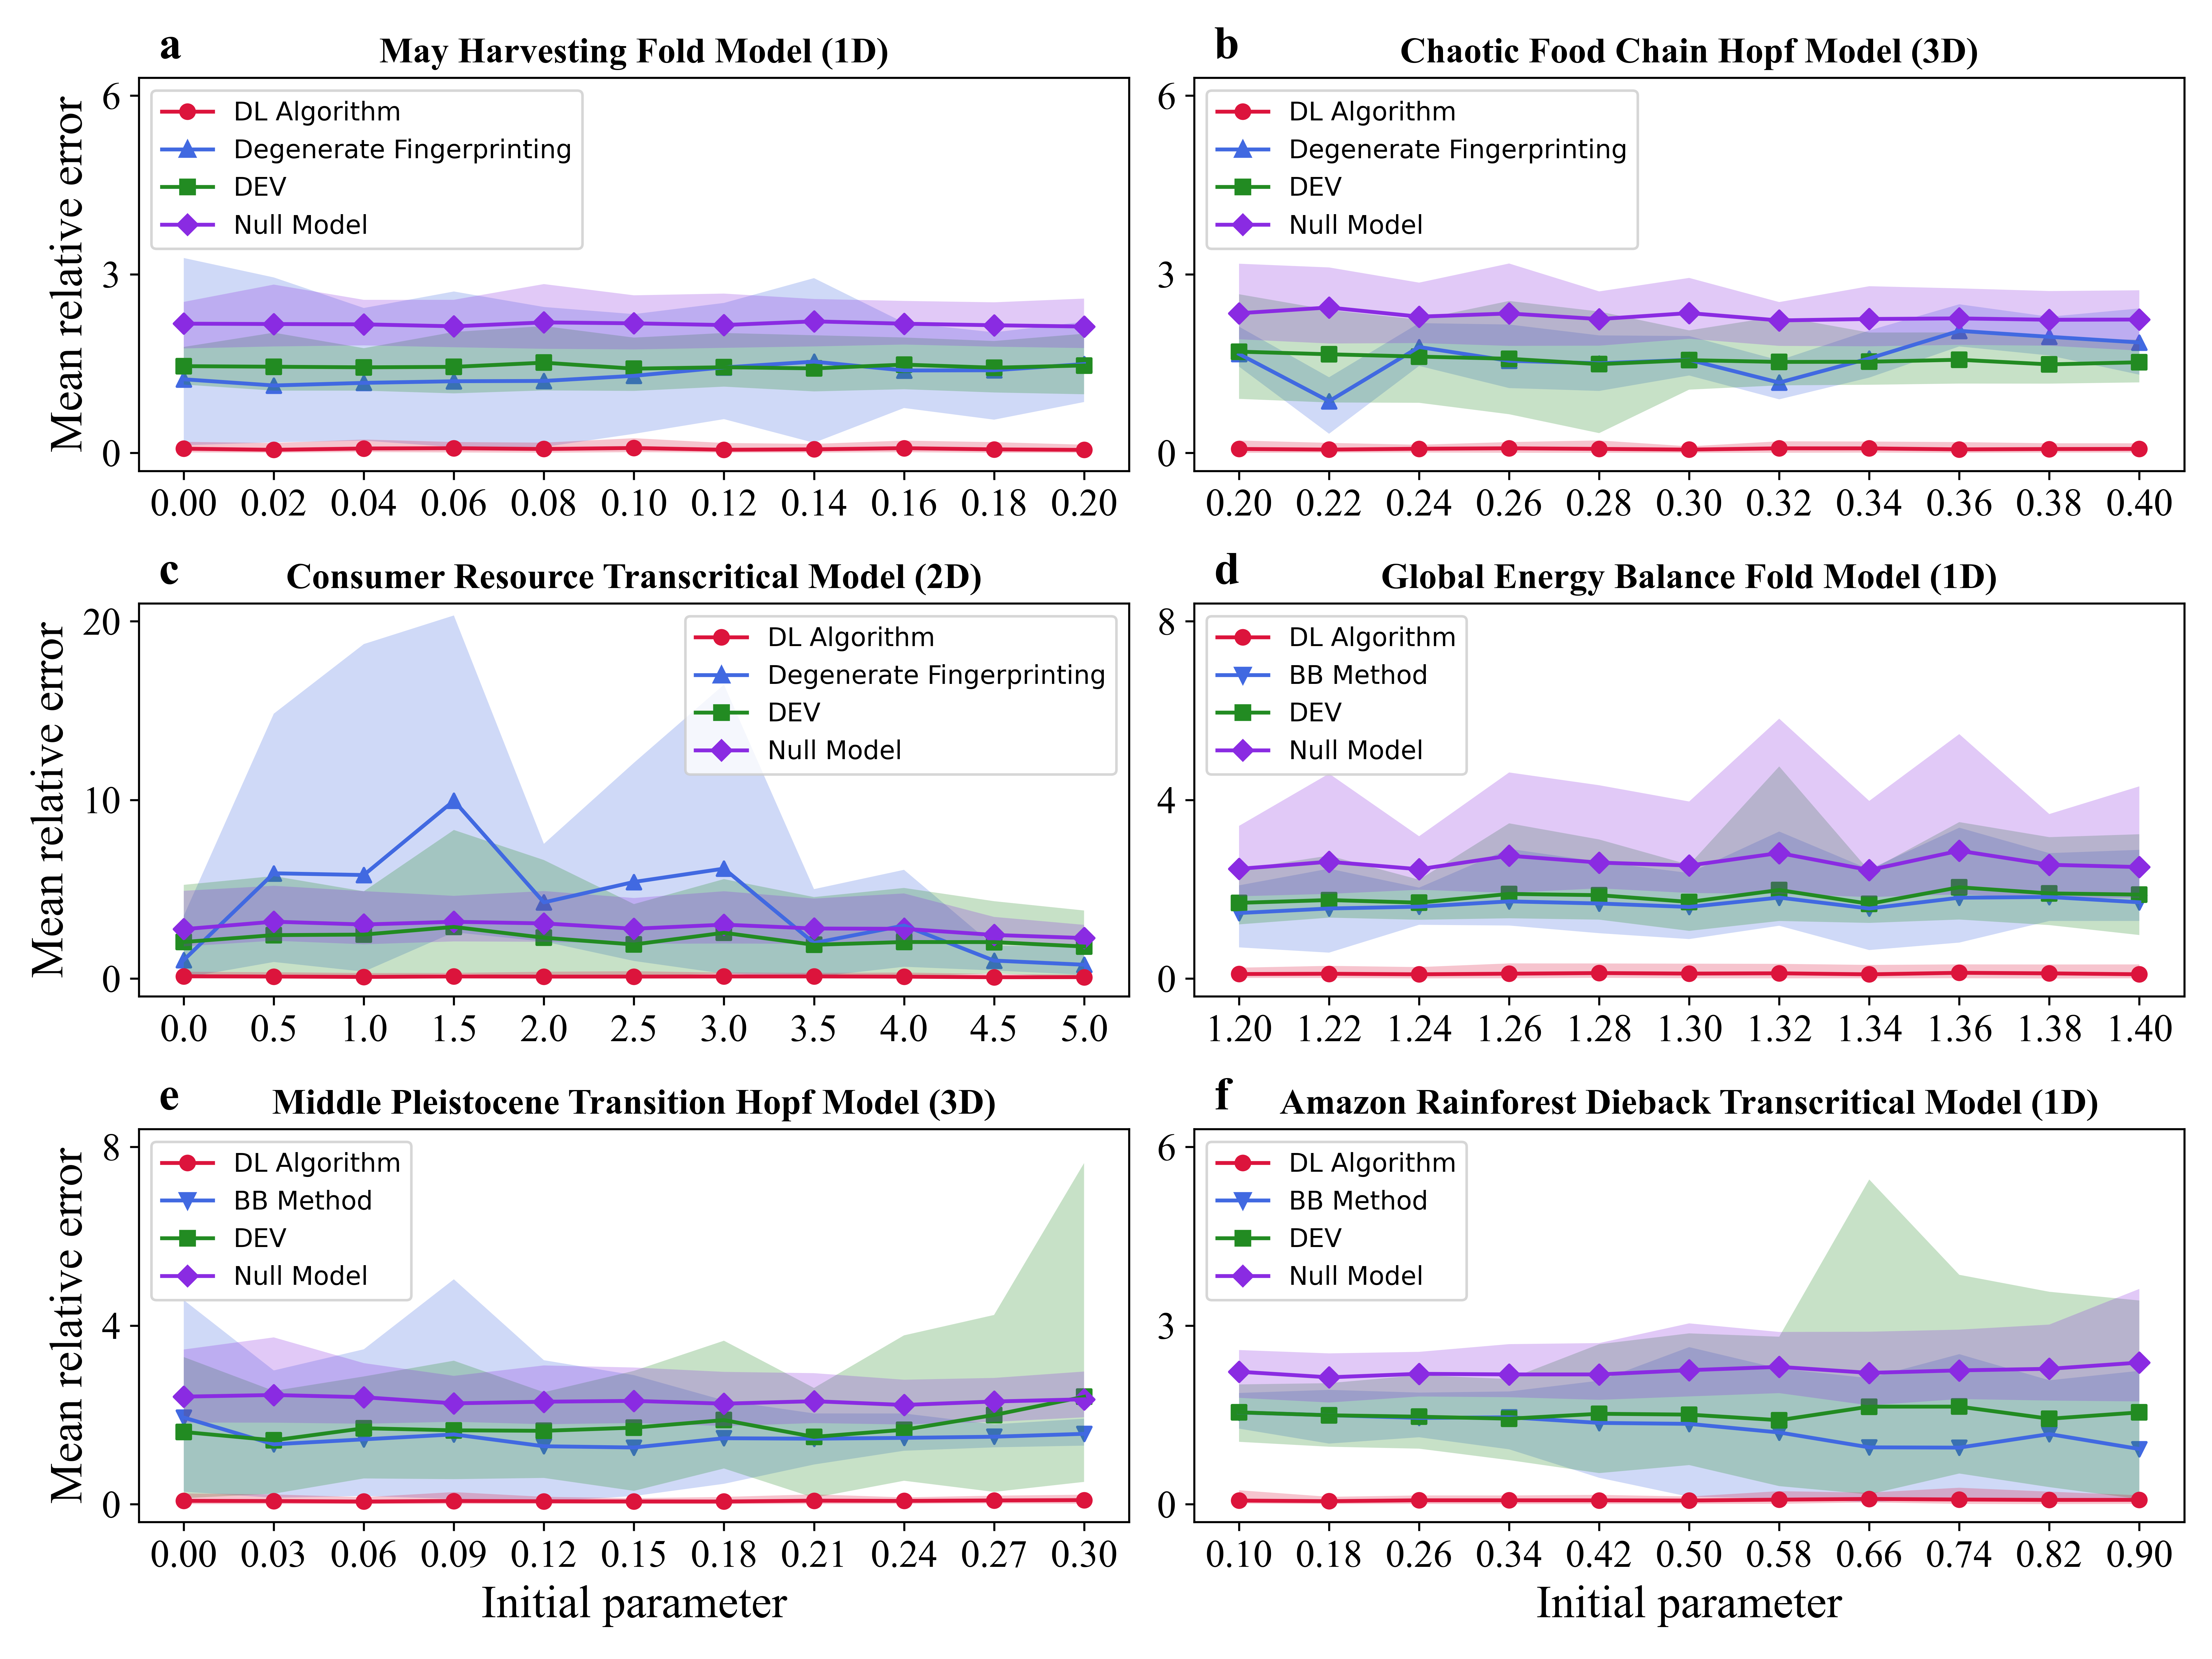 a
May Harvesting Fold Model (1D)
Mean relative error
6
3
0
DL Algorithm
Degenerate Fingerprinting
DEV
Null Model
0.00 0.02 0.04 0.06 0.08 0.10 0.12 0.14 0.16 0.18 0.20
b
Chaotic Food Chain Hopf Model (3D)
6
3
0
DL Algorithm
Degenerate Fingerprinting
DEV
Null Model
0.20 0.22 0.24 0.26 0.28 0.30 0.32 0.34 0.36 0.38 0.40
c
Consumer Resource Transcritical Model (2D)
Mean relative error
20
10
0
DL Algorithm
Degenerate Fingerprinting
DEV
Null Model
0.0 0.5 1.0 1.5 2.0 2.5 3.0 3.5 4.0 4.5 5.0
d
Global Energy Balance Fold Model (1D)
8
4
0
DL Algorithm
BB Method
DEV
Null Model
1.20 1.22 1.24 1.26 1.28 1.30 1.32 1.34 1.36 1.38 1.40
e
Middle Pleistocene Transition Hopf Model (3D)
Mean relative error
8
4
0
DL Algorithm
BB Method
DEV
Null Model
0.00 0.03 0.06 0.09 0.12 0.15 0.18 0.21 0.24 0.27 0.30
Initial parameter
f
Amazon Rainforest Dieback Transcritical Model (1D)
6
3
0
DL Algorithm
BB Method
DEV
Null Model
0.10 0.18 0.26 0.34 0.42 0.50 0.58 0.66 0.74 0.82 0.90
Initial parameter